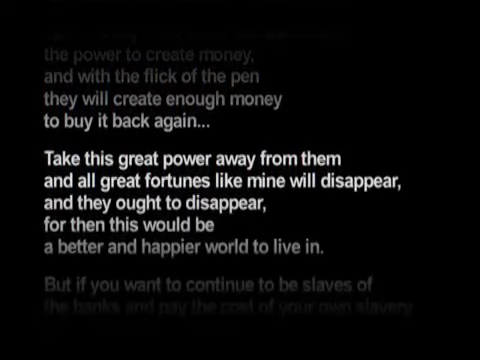 the power to create money,
and with the flick of the pen
they will create enough money
to buy it back again...
Take this great power away from them
and all great fortunes like mine will disappear,
and they ought to disappear,
for then this would be
a better and happier world to live in.
But if you want to continue to be slaves of
the banks and pay the cost of your own slavery